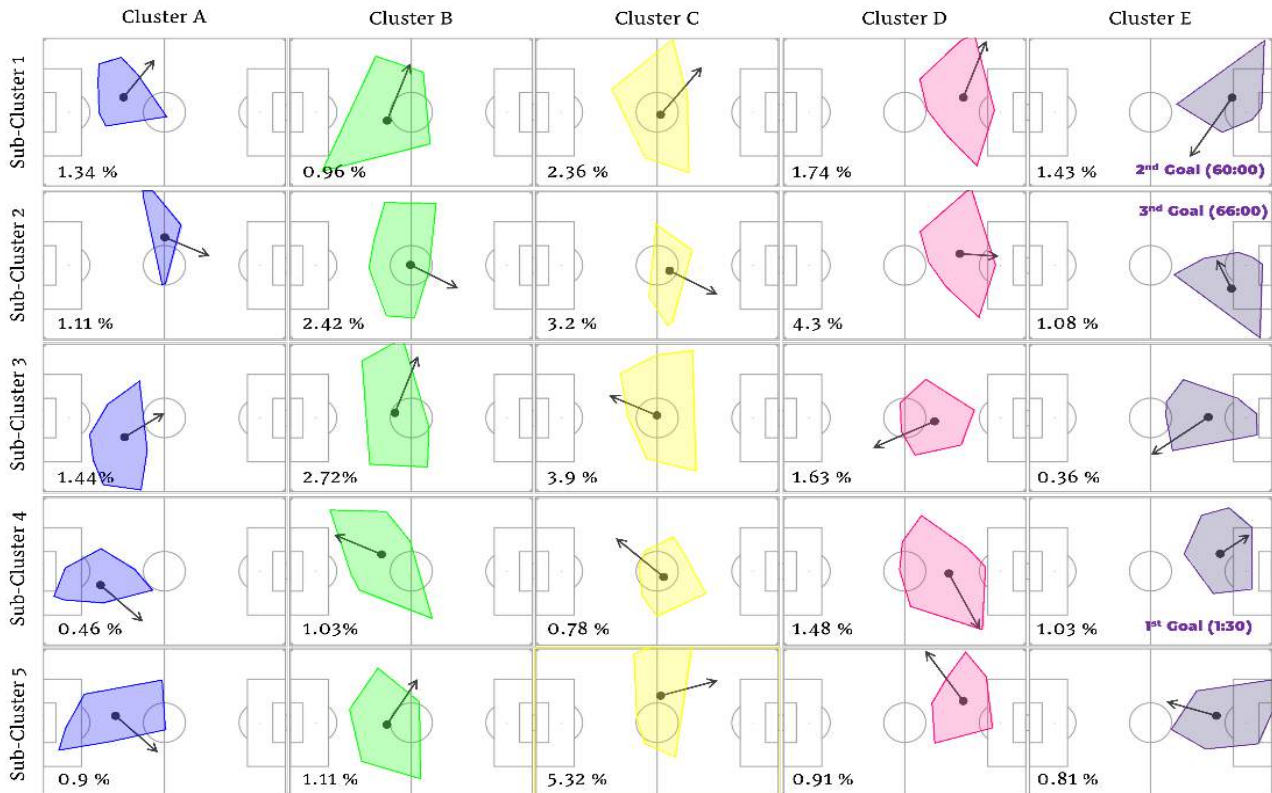 Cluster A Cluster B Cluster C Cluster D Cluster E
Sub-Cluster 1
1.34 % 0.96 % 2.36 % 1.74 % 1.43 % 2nd Goal (60:00)
Sub-Cluster 2
3nd Goal (66:00)
1.11 % 2.42 % 3.2 % 4.3 % 1.08 %
Sub-Cluster 3
1.44% 2.72% 3.9 % 1.63 % 0.36 %
Sub-Cluster 4
0.46 % 1.03% 0.78 % 1.48 % 1.03 % 1st Goal (1:30)
Sub-Cluster 5
0.9 % 1.11 % 5.32 % 0.91 % 0.81 %